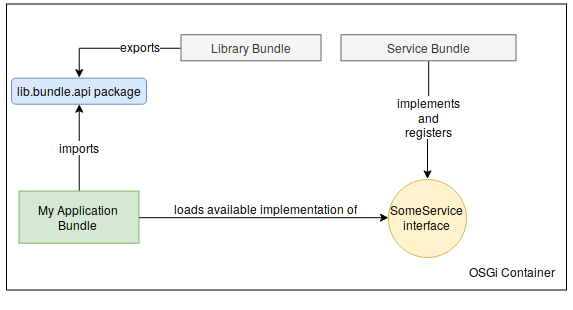 exports
Library Bundle
Service Bundle
lib.bundle.api package
implements
and
registers
imports
My Application
Bundle
loads available implementation of
SomeService
interface
OSGi Container